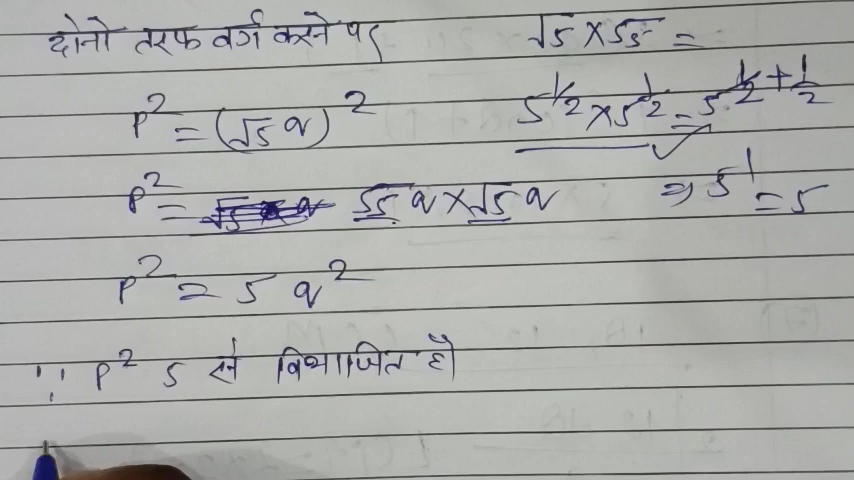 दोनो तरफ वर्ग करने पर
√5 × √5 =
P² = (√5 q)²
5^1/2 × 5^1/2 = 5^1/2 + 1/2
P² = √5 q × √5 q
⇒ 5¹ = 5
P² = 5 q²
∵ P² 5 से विभाजित है